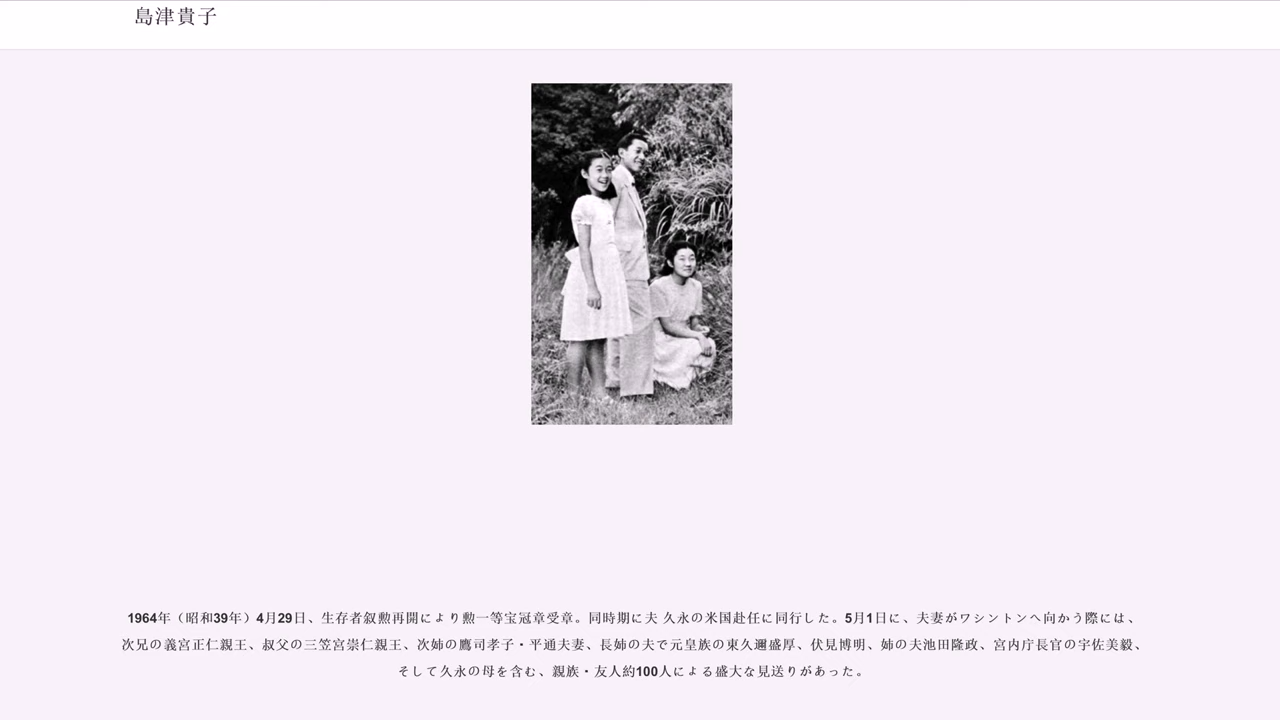 島津貴子
1964年（昭和39年）4月29日、生存者叙勲再開により勲一等宝冠章受章。同時期に夫 久永の米国赴任に同行した。5月1日に、夫妻がワシントンへ向かう際には、
次兄の義宮正仁親王、叔父の三笠宮崇仁親王、次姉の鷹司孝子・平通夫妻、長姉の夫で元皇族の東久邇盛厚、伏見博明、姉の夫池田隆政、宮内庁長官の宇佐美毅、
そして久永の母を含む、親族・友人約100人による盛大な見送りがあった。